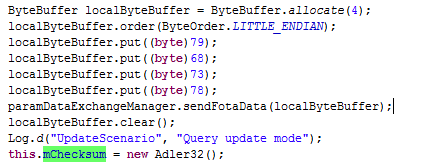 ByteBuffer localByteBuffer = ByteBuffer.allocate(4);
localByteBuffer.order(ByteOrder.LITTLE_ENDIAN);
localByteBuffer.put((byte)79);
localByteBuffer.put((byte)68);
localByteBuffer.put((byte)73);
localByteBuffer.put((byte)78);
paramDataExchangeManager.sendFotaData(localByteBuffer);
localByteBuffer.clear();
Log.d("UpdateScenario", "Query update mode");
this.mChecksum = new Adler32();